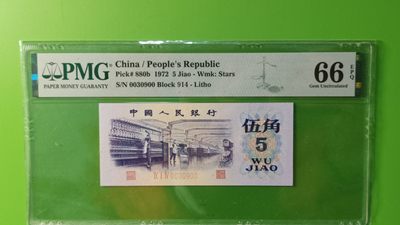 PMG
PAPER MONEY GUARANTY
China / People's Republic
Pick# 880b 1972 5 Jiao - Wmk: Stars
S/N 0030900 Block 914 - Litho
66 EPQ
Gem Uncirculated
中国人民银行
伍角
5
WU
JIAO
0030900